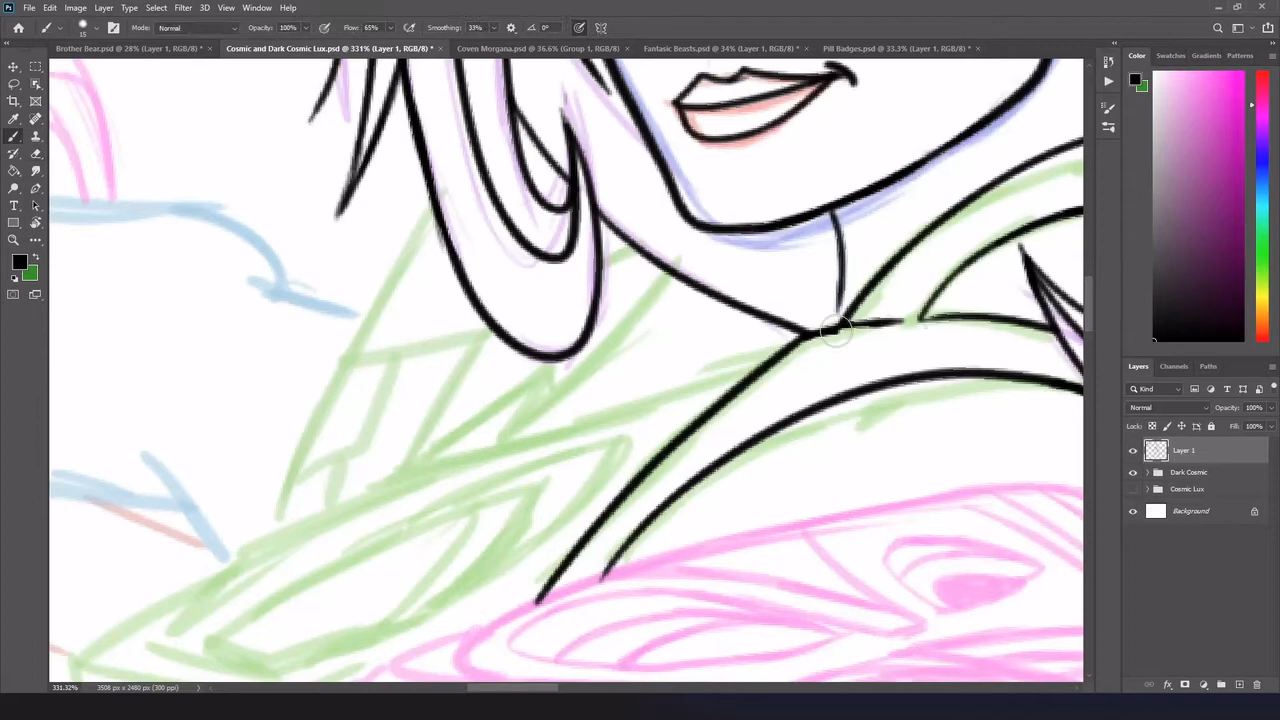 File Edit Image Layer Type Select Filter 3D View Window Help
15 Mode: Normal Opacity: 100% Flow: 65% Smoothing: 33% 0°
Brother Bear.psd @ 28% (Layer 1, RGB/8) * × Cosmic and Dark Cosmic Lux.psd @ 331% (Layer 1, RGB/8) * × Coven Morgana.psd @ 36.6% (Group 1, RGB/8) × Fantasic Beasts.psd @ 34% (Layer 1, RGB/8) * × Pill Badges.psd @ 33.3% (Layer 1, RGB/8) * ×
Color Swatches Gradients Patterns
Layers Channels Paths
Kind
Normal Opacity: 100%
Lock: Fill: 100%
Layer 1
Dark Cosmic
Cosmic Lux
Background
331.32% 3508 px x 2480 px (300 ppi)